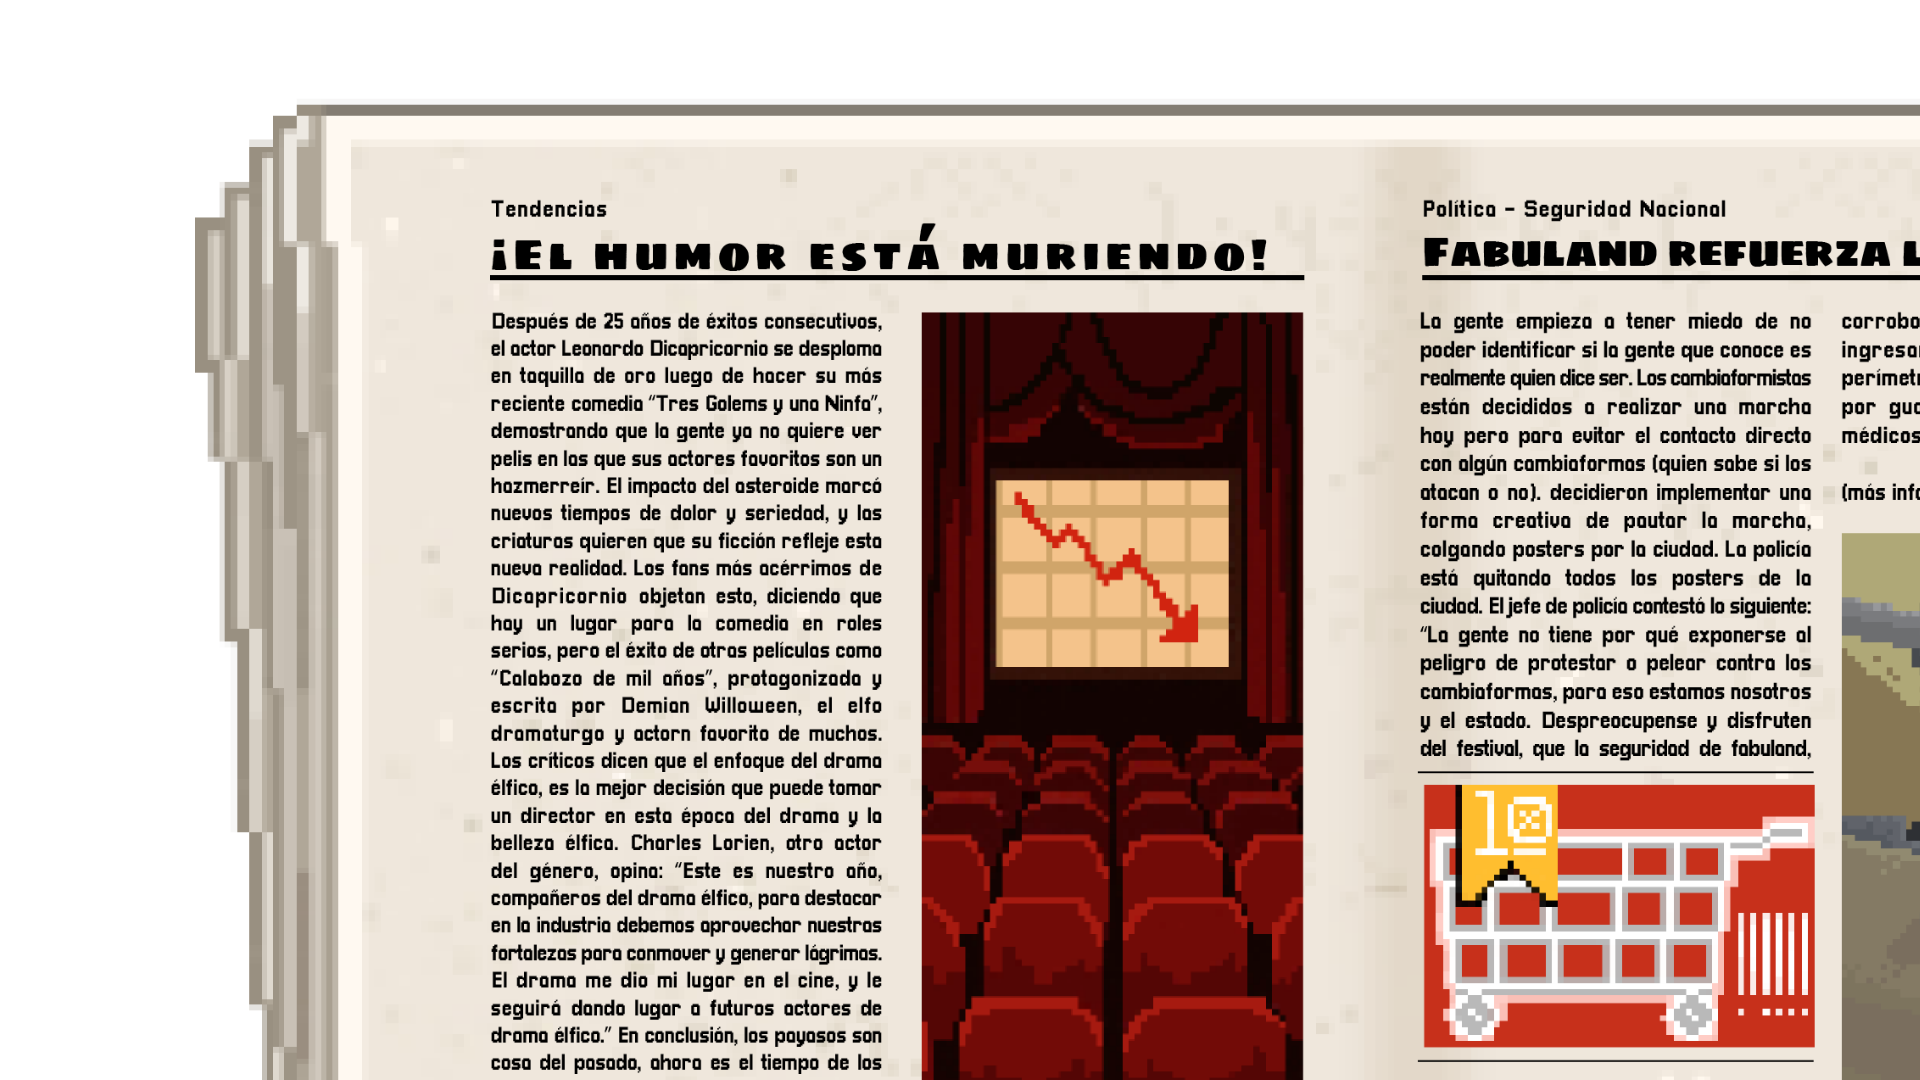 Tendencias
¡El humor está muriendo!
Después de 25 años de éxitos consecutivos,
el actor Leonardo Dicapricornio se desploma
en taquilla de oro luego de hacer su más
reciente comedia “Tres Golems y una Ninfa”,
demostrando que la gente ya no quiere ver
pelis en las que sus actores favoritos son un
hazmerreír. El impacto del asteroide marcó
nuevos tiempos de dolor y seriedad, y las
criaturas quieren que su ficción refleje esta
nueva realidad. Los fans más acérrimos de
Dicapricornio objetan esto, diciendo que
hay un lugar para la comedia en roles
serios, pero el éxito de otras películas como
“Calabozo de mil años”, protagonizada y
escrita por Demian Willoween, el elfo
dramaturgo y actorn favorito de muchos.
Los críticos dicen que el enfoque del drama
élfico, es la mejor decisión que puede tomar
un director en esta época del drama y la
belleza élfica. Charles Lorien, otro actor
del género, opina: “Este es nuestro año,
compañeros del drama élfico, para destacar
en la industria debemos aprovechar nuestras
fortalezas para conmover y generar lágrimas.
El drama me dio mi lugar en el cine, y le
seguirá dando lugar a futuros actores de
drama élfico.” En conclusión, los payasos son
cosa del pasado, ahora es el tiempo de los
Política - Seguridad Nacional
Fabuland refuerza l
La gente empieza a tener miedo de no
poder identificar si la gente que conoce es
realmente quien dice ser. Los cambiaformistas
están decididos a realizar una marcha
hoy pero para evitar el contacto directo
con algún cambiaformas (quien sabe si los
atacan o no). decidieron implementar una
forma creativa de pautar la marcha,
colgando posters por la ciudad. La policía
está quitando todos los posters de la
ciudad. El jefe de policía contestó lo siguiente:
“La gente no tiene por qué exponerse al
peligro de protestar o pelear contra los
cambiaformas, para eso estamos nosotros
y el estado. Despreocupense y disfruten
del festival, que la seguridad de fabuland,
10
corrobo
ingresa
perímetr
por gua
médicos
(más info